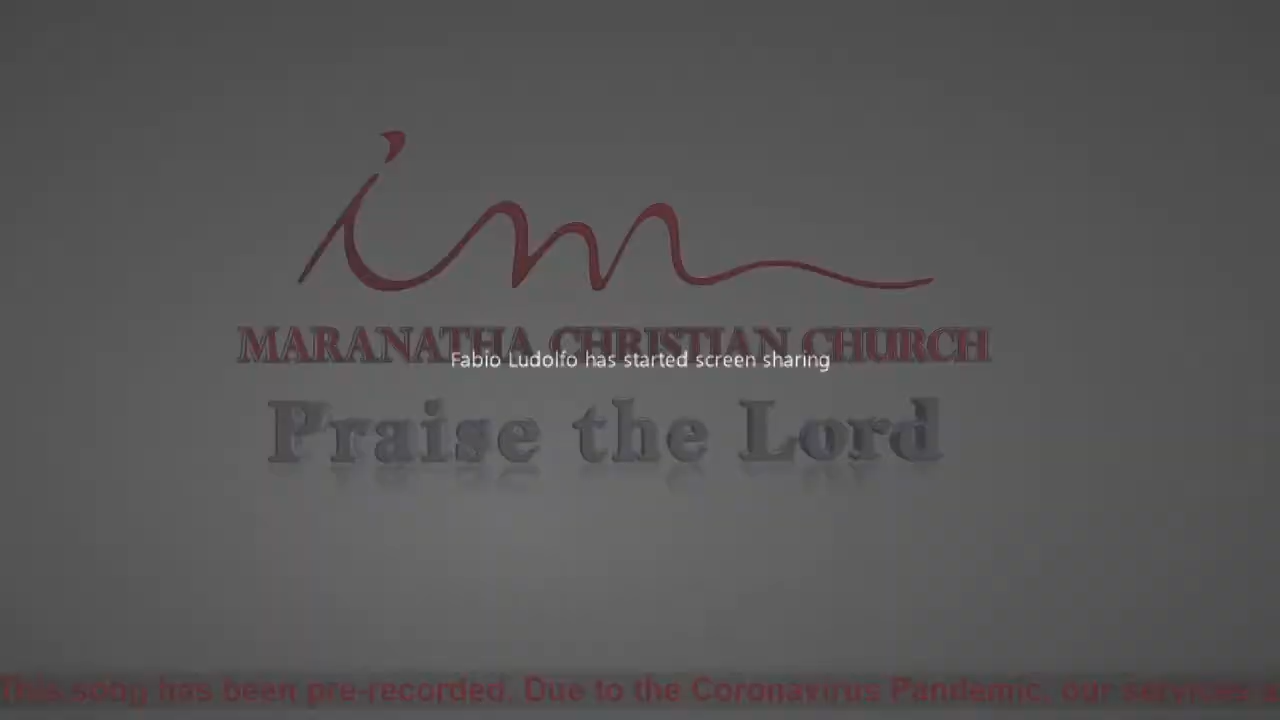 im
MARANATHA CHRISTIAN CHURCH
Fabio Ludolfo has started screen sharing
Praise the Lord
This song has been pre-recorded. Due to the Coronavirus Pandemic, our services